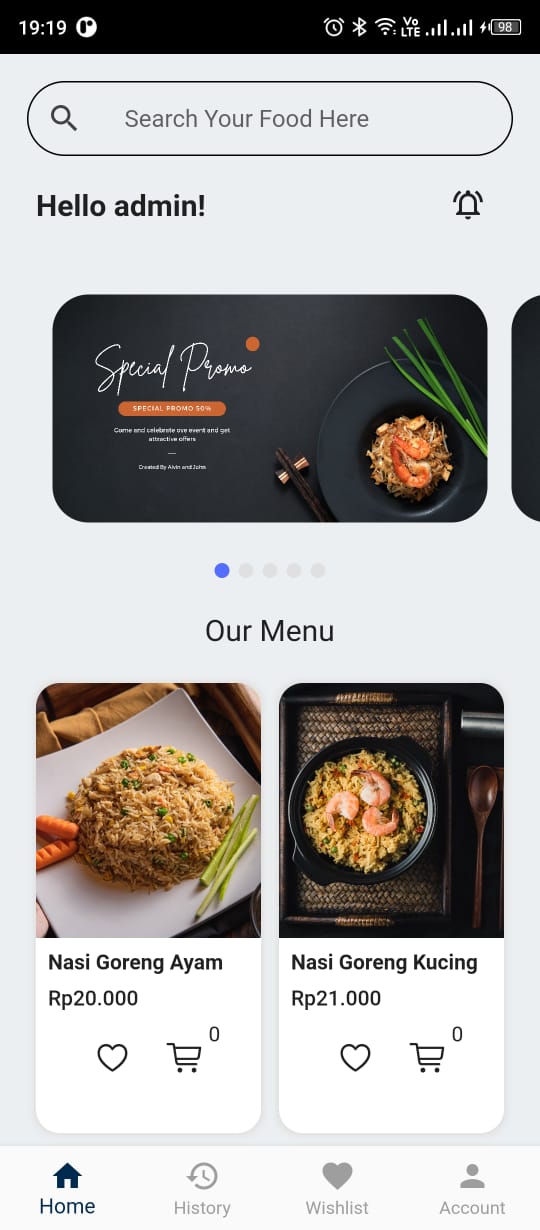 19:19
Vo
LTE
98
Search Your Food Here
Hello admin!
Special Promo
SPECIAL PROMO 50%
Come and celebrate ove event and get
attractive offers
Created By Alvin and John
Our Menu
Nasi Goreng Ayam
Rp20.000
0
Nasi Goreng Kucing
Rp21.000
0
Home
History
Wishlist
Account